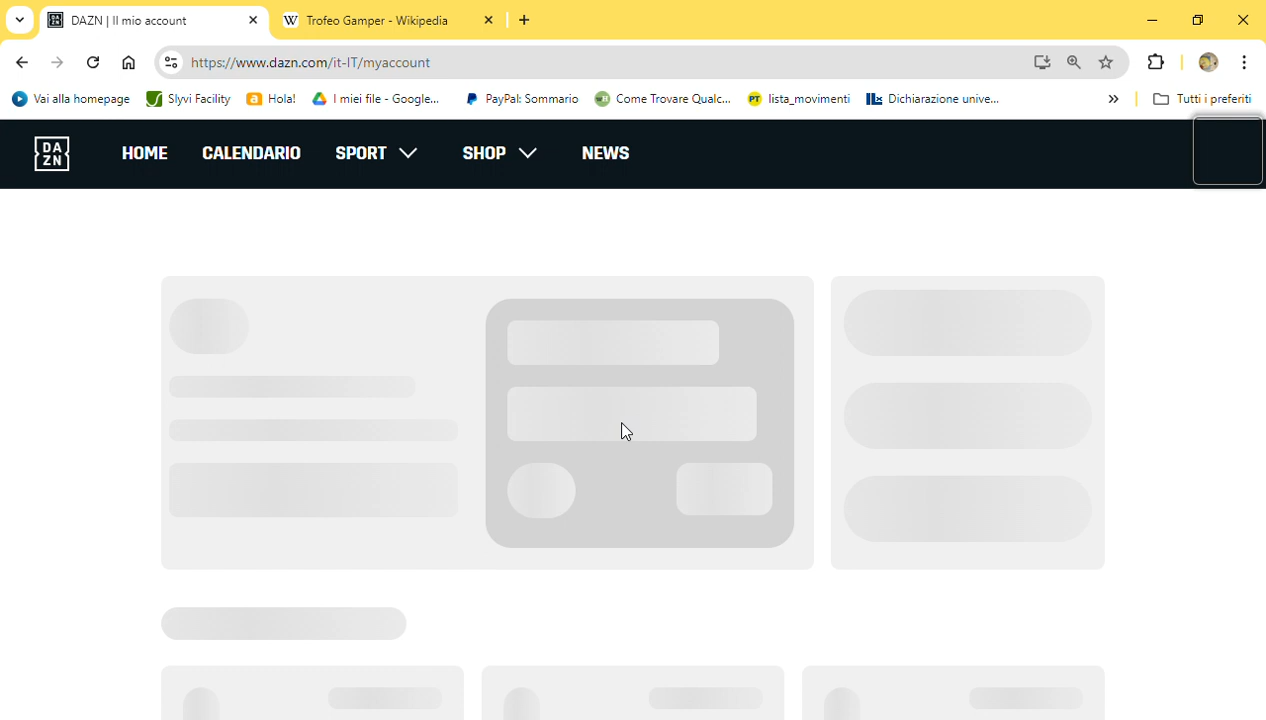 DAZN | Il mio account
Trofeo Gamper - Wikipedia
https://www.dazn.com/it-IT/myaccount
Vai alla homepage
Slyvi Facility
Hola!
I miei file - Google...
PayPal: Sommario
Come Trovare Qualc...
lista_movimenti
Dichiarazione unive...
Tutti i preferiti
DA
ZN
HOME
CALENDARIO
SPORT
SHOP
NEWS